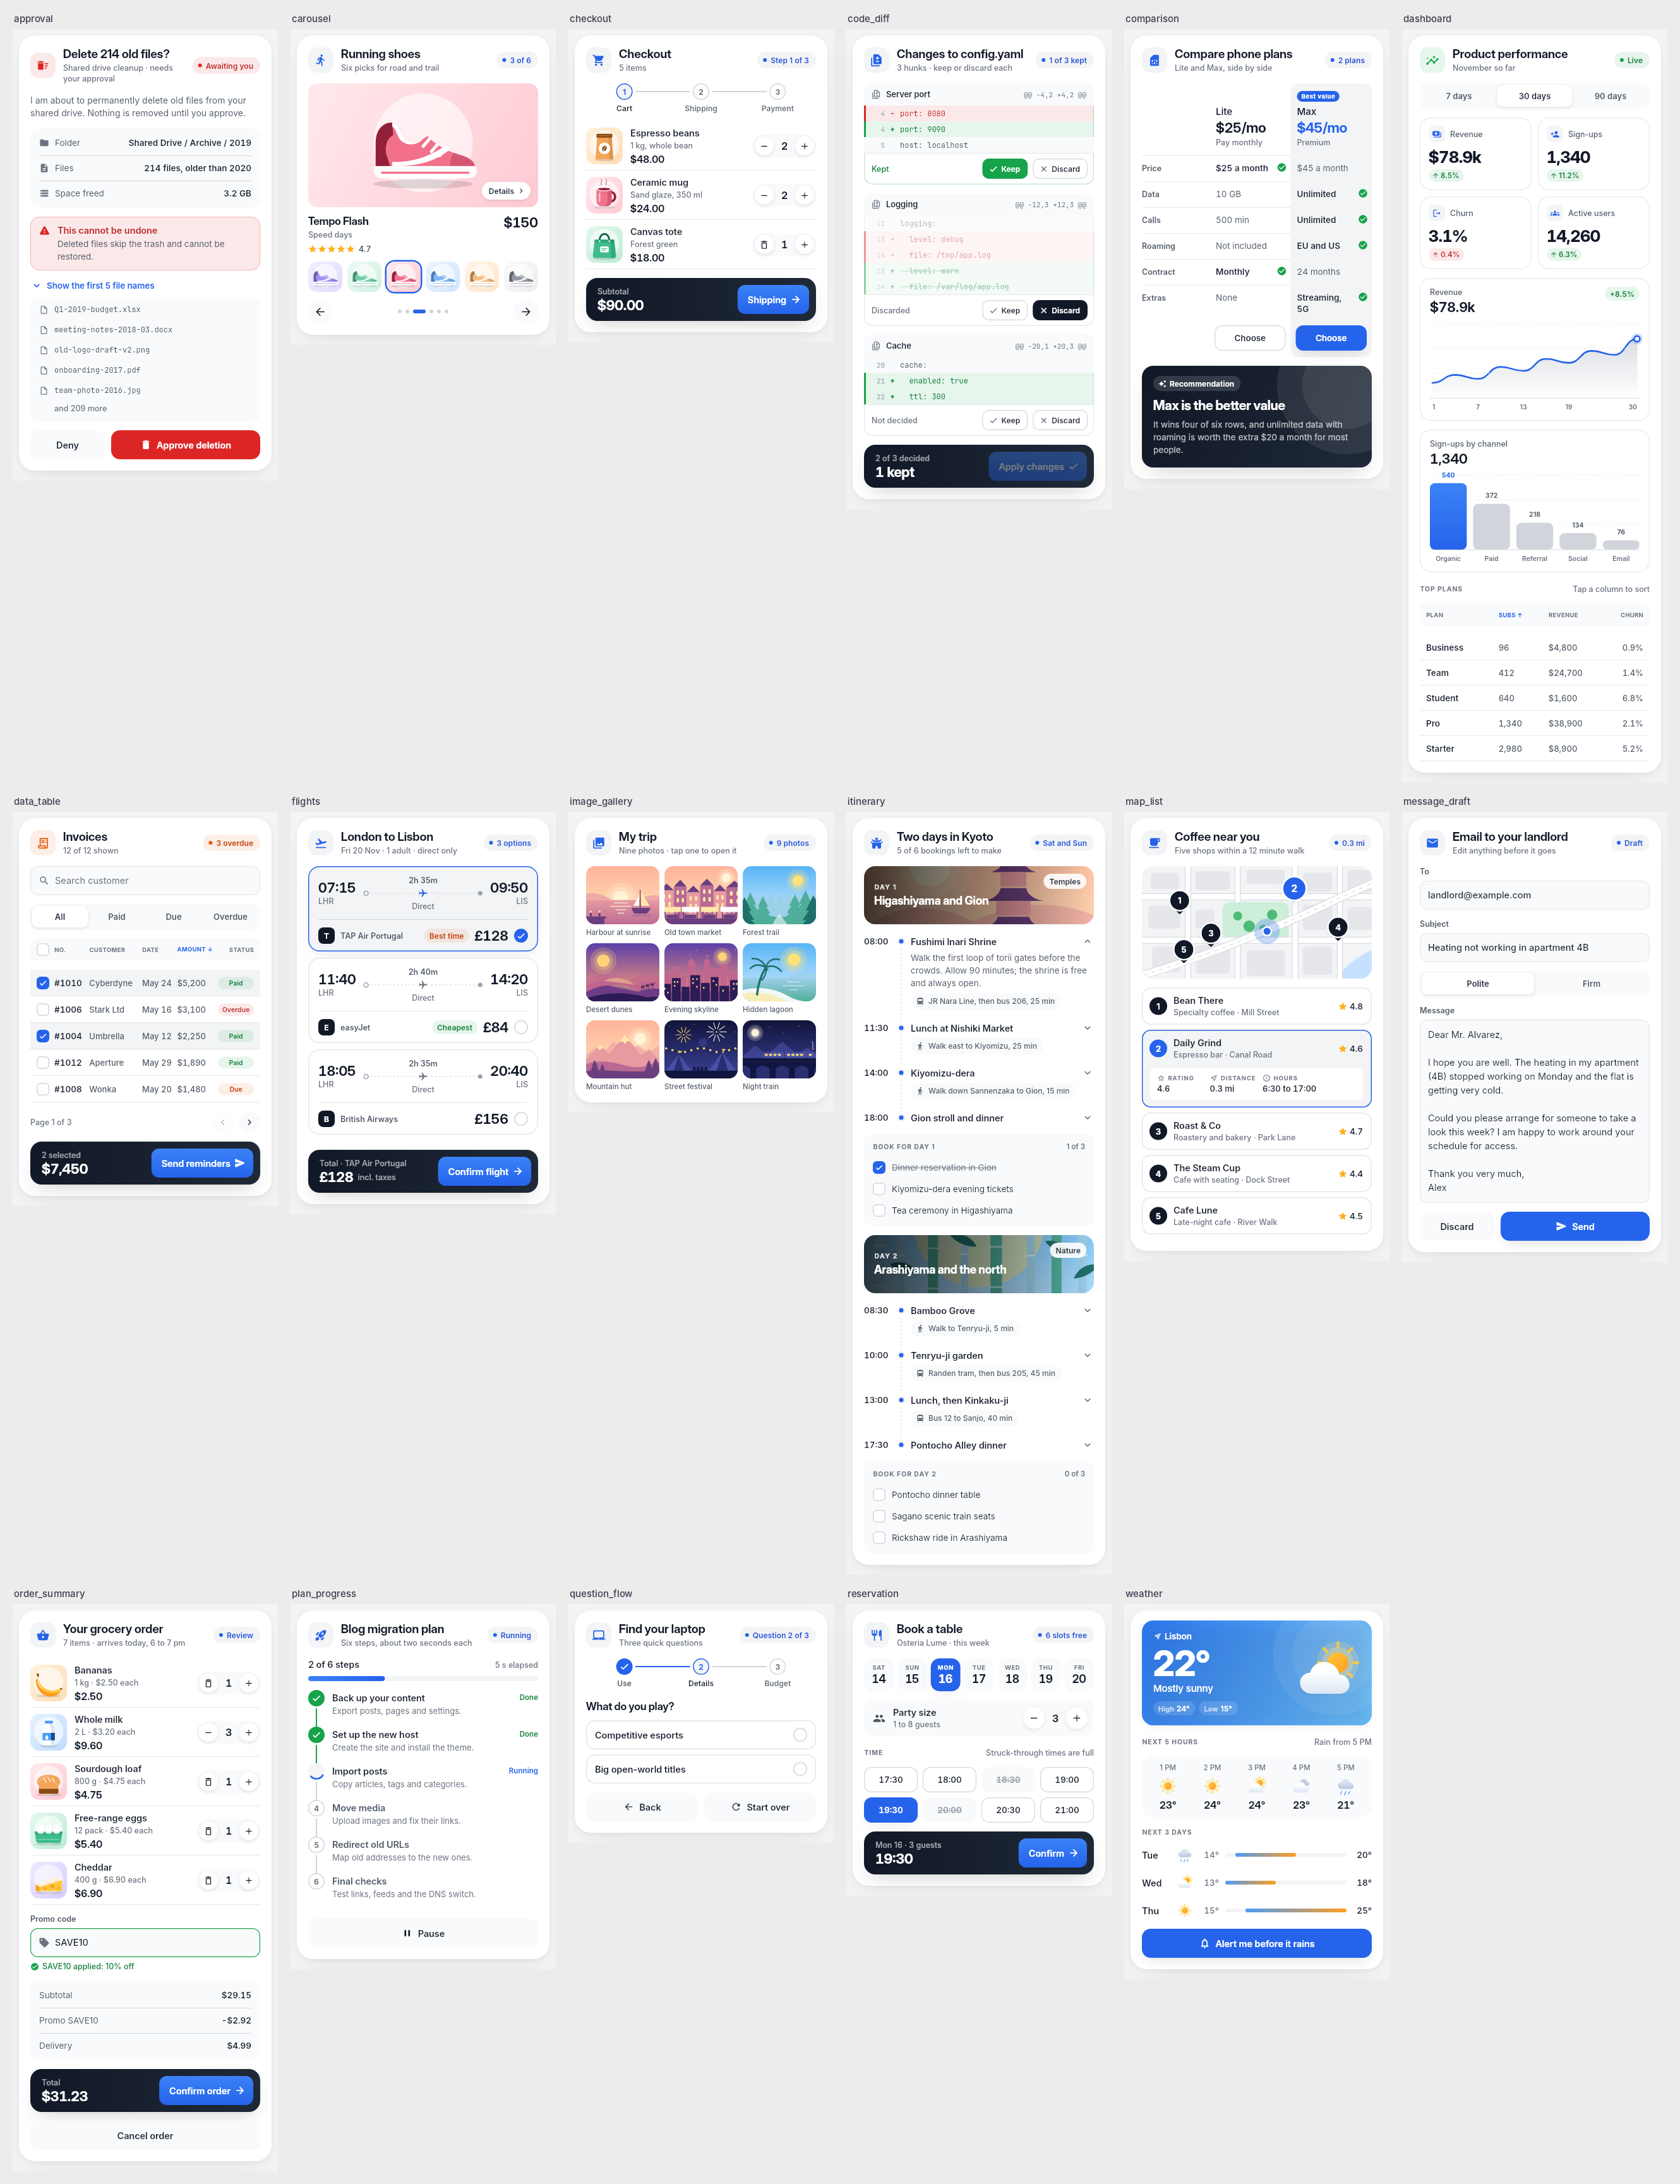 approval
Delete 214 old files?
Shared drive cleanup · needs
your approval
Awaiting you
I am about to permanently delete old files from your
shared drive. Nothing is removed until you approve.
Folder Shared Drive / Archive / 2019
Files 214 files, older than 2020
Space freed 3.2 GB
This cannot be undone
Deleted files skip the trash and cannot be
restored.
Show the first 5 file names
Q1-2019-budget.xlsx
meeting-notes-2018-03.docx
old-logo-draft-v2.png
onboarding-2017.pdf
team-photo-2016.jpg
and 209 more
Deny Approve deletion
carousel
Running shoes
Six picks for road and trail
3 of 6
Details
Tempo Flash $150
Speed days
4.7
checkout
Checkout
5 items
Step 1 of 3
1 2 3
Cart Shipping Payment
Espresso beans
1 kg, whole bean
$48.00
2
Ceramic mug
Sand glaze, 350 ml
$24.00
2
Canvas tote
Forest green
$18.00
1
Subtotal
$90.00
Shipping
code_diff
Changes to config.yaml
3 hunks · keep or discard each
1 of 3 kept
Server port @@ -4,2 +4,2 @@
4 - port: 8080
4 + port: 9090
5 host: localhost
Kept Keep Discard
Logging @@ -12,3 +12,3 @@
12 logging:
13 - level: debug
14 - file: /tmp/app.log
13 + level: warn
14 + file: /var/log/app.log
Discarded Keep Discard
Cache @@ -20,1 +20,3 @@
20 cache:
21 + enabled: true
22 + ttl: 300
Not decided Keep Discard
2 of 3 decided
1 kept
Apply changes
comparison
Compare phone plans
Lite and Max, side by side
2 plans
Best value
Lite Max
$25/mo $45/mo
Pay monthly Premium
Price $25 a month $45 a month
Data 10 GB Unlimited
Calls 500 min Unlimited
Roaming Not included EU and US
Contract Monthly 24 months
Extras None Streaming,
5G
Choose Choose
Recommendation
Max is the better value
It wins four of six rows, and unlimited data with
roaming is worth the extra $20 a month for most
people.
dashboard
Product performance
November so far
Live
7 days 30 days 90 days
Revenue
$78.9k
↑ 8.5%
Sign-ups
1,340
↑ 11.2%
Churn
3.1%
↑ 0.4%
Active users
14,260
↑ 6.3%
Revenue
$78.9k
+8.5%
1 7 13 19 30
Sign-ups by channel
1,340
540 372 218 134 76
Organic Paid Referral Social Email
TOP PLANS Tap a column to sort
PLAN SUBS ↑ REVENUE CHURN
Business 96 $4,800 0.9%
Team 412 $24,700 1.4%
Student 640 $1,600 6.8%
Pro 1,340 $38,900 2.1%
Starter 2,980 $8,900 5.2%
data_table
Invoices
12 of 12 shown
3 overdue
Search customer
All Paid Due Overdue
NO. CUSTOMER DATE AMOUNT ↓ STATUS
#1010 Cyberdyne May 24 $5,200 Paid
#1006 Stark Ltd May 16 $3,100 Overdue
#1004 Umbrella May 12 $2,250 Paid
#1012 Aperture May 29 $1,890 Paid
#1008 Wonka May 20 $1,480 Due
Page 1 of 3
2 selected
$7,450
Send reminders
flights
London to Lisbon
Fri 20 Nov · 1 adult · direct only
3 options
07:15 2h 35m 09:50
LHR Direct LIS
T TAP Air Portugal Best time £128
11:40 2h 40m 14:20
LHR Direct LIS
E easyJet Cheapest £84
18:05 2h 35m 20:40
LHR Direct LIS
B British Airways £156
Total · TAP Air Portugal
£128 incl. taxes
Confirm flight
image_gallery
My trip
Nine photos · tap one to open it
9 photos
Harbour at sunrise Old town market Forest trail
Desert dunes Evening skyline Hidden lagoon
Mountain hut Street festival Night train
itinerary
Two days in Kyoto
5 of 6 bookings left to make
Sat and Sun
DAY 1
Higashiyama and Gion
Temples
08:00 Fushimi Inari Shrine
Walk the first loop of torii gates before the
crowds. Allow 90 minutes; the shrine is free
and always open.
JR Nara Line, then bus 206, 25 min
11:30 Lunch at Nishiki Market
Walk east to Kiyomizu, 25 min
14:00 Kiyomizu-dera
Walk down Sannenzaka to Gion, 15 min
18:00 Gion stroll and dinner
BOOK FOR DAY 1 1 of 3
Dinner reservation in Gion
Kiyomizu-dera evening tickets
Tea ceremony in Higashiyama
DAY 2
Arashiyama and the north
Nature
08:30 Bamboo Grove
Walk to Tenryu-ji, 5 min
10:00 Tenryu-ji garden
Randen tram, then bus 205, 45 min
13:00 Lunch, then Kinkaku-ji
Bus 12 to Sanjo, 40 min
17:30 Pontocho Alley dinner
BOOK FOR DAY 2 0 of 3
Pontocho dinner table
Sagano scenic train seats
Rickshaw ride in Arashiyama
map_list
Coffee near you
Five shops within a 12 minute walk
0.3 mi
1 2 3 4 5
1 Bean There
Specialty coffee · Mill Street
4.8
2 Daily Grind
Espresso bar · Canal Road
4.6
RATING DISTANCE HOURS
4.6 0.3 mi 6:30 to 17:00
3 Roast & Co
Roastery and bakery · Park Lane
4.7
4 The Steam Cup
Cafe with seating · Dock Street
4.4
5 Cafe Lune
Late-night cafe · River Walk
4.5
message_draft
Email to your landlord
Edit anything before it goes
Draft
To
landlord@example.com
Subject
Heating not working in apartment 4B
Polite Firm
Message
Dear Mr. Alvarez,
I hope you are well. The heating in my apartment
(4B) stopped working on Monday and the flat is
getting very cold.
Could you please arrange for someone to take a
look this week? I am happy to work around your
schedule for access.
Thank you very much,
Alex
Discard Send
order_summary
Your grocery order
7 items · arrives today, 6 to 7 pm
Review
Bananas
1 kg · $2.50 each
$2.50
1
Whole milk
2 L · $3.20 each
$9.60
3
Sourdough loaf
800 g · $4.75 each
$4.75
1
Free-range eggs
12 pack · $5.40 each
$5.40
1
Cheddar
400 g · $6.90 each
$6.90
1
Promo code
SAVE10
SAVE10 applied: 10% off
Subtotal $29.15
Promo SAVE10 -$2.92
Delivery $4.99
Total
$31.23
Confirm order
Cancel order
plan_progress
Blog migration plan
Six steps, about two seconds each
Running
2 of 6 steps 5 s elapsed
Back up your content Done
Export posts, pages and settings.
Set up the new host Done
Create the site and install the theme.
Import posts Running
Copy articles, tags and categories.
4 Move media
Upload images and fix their links.
5 Redirect old URLs
Map old addresses to the new ones.
6 Final checks
Test links, feeds and the DNS switch.
Pause
question_flow
Find your laptop
Three quick questions
Question 2 of 3
2 3
Use Details Budget
What do you play?
Competitive esports
Big open-world titles
Back Start over
reservation
Book a table
Osteria Lume · this week
6 slots free
SAT SUN MON TUE WED THU FRI
14 15 16 17 18 19 20
Party size
1 to 8 guests
3
TIME Struck-through times are full
17:30 18:00 18:30 19:00
19:30 20:00 20:30 21:00
Mon 16 · 3 guests
19:30
Confirm
weather
Lisbon
22°
Mostly sunny
High 24° Low 15°
NEXT 5 HOURS Rain from 5 PM
1 PM 2 PM 3 PM 4 PM 5 PM
23° 24° 24° 23° 21°
NEXT 3 DAYS
Tue 14° 20°
Wed 13° 18°
Thu 15° 25°
Alert me before it rains